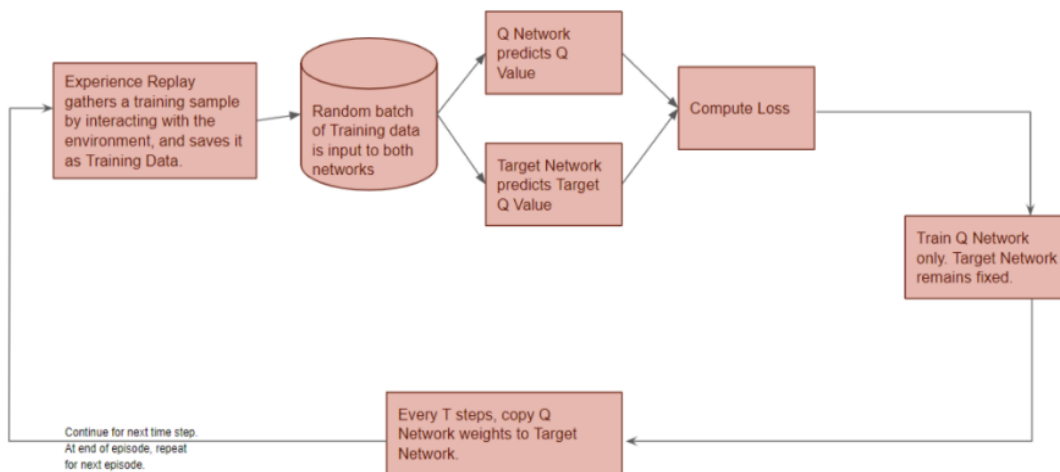 Experience Replay
gathers a training sample
by interacting with the
environment, and saves it
as Training Data.
Random batch
of Training data
is input to both
networks
Q Network
predicts Q
Value
Target Network
predicts Target
Q Value
Compute Loss
Train Q Network
only. Target Network
remains fixed.
Every T steps, copy Q
Network weights to Target
Network.
Continue for next time step.
At end of episode, repeat
for next episode.